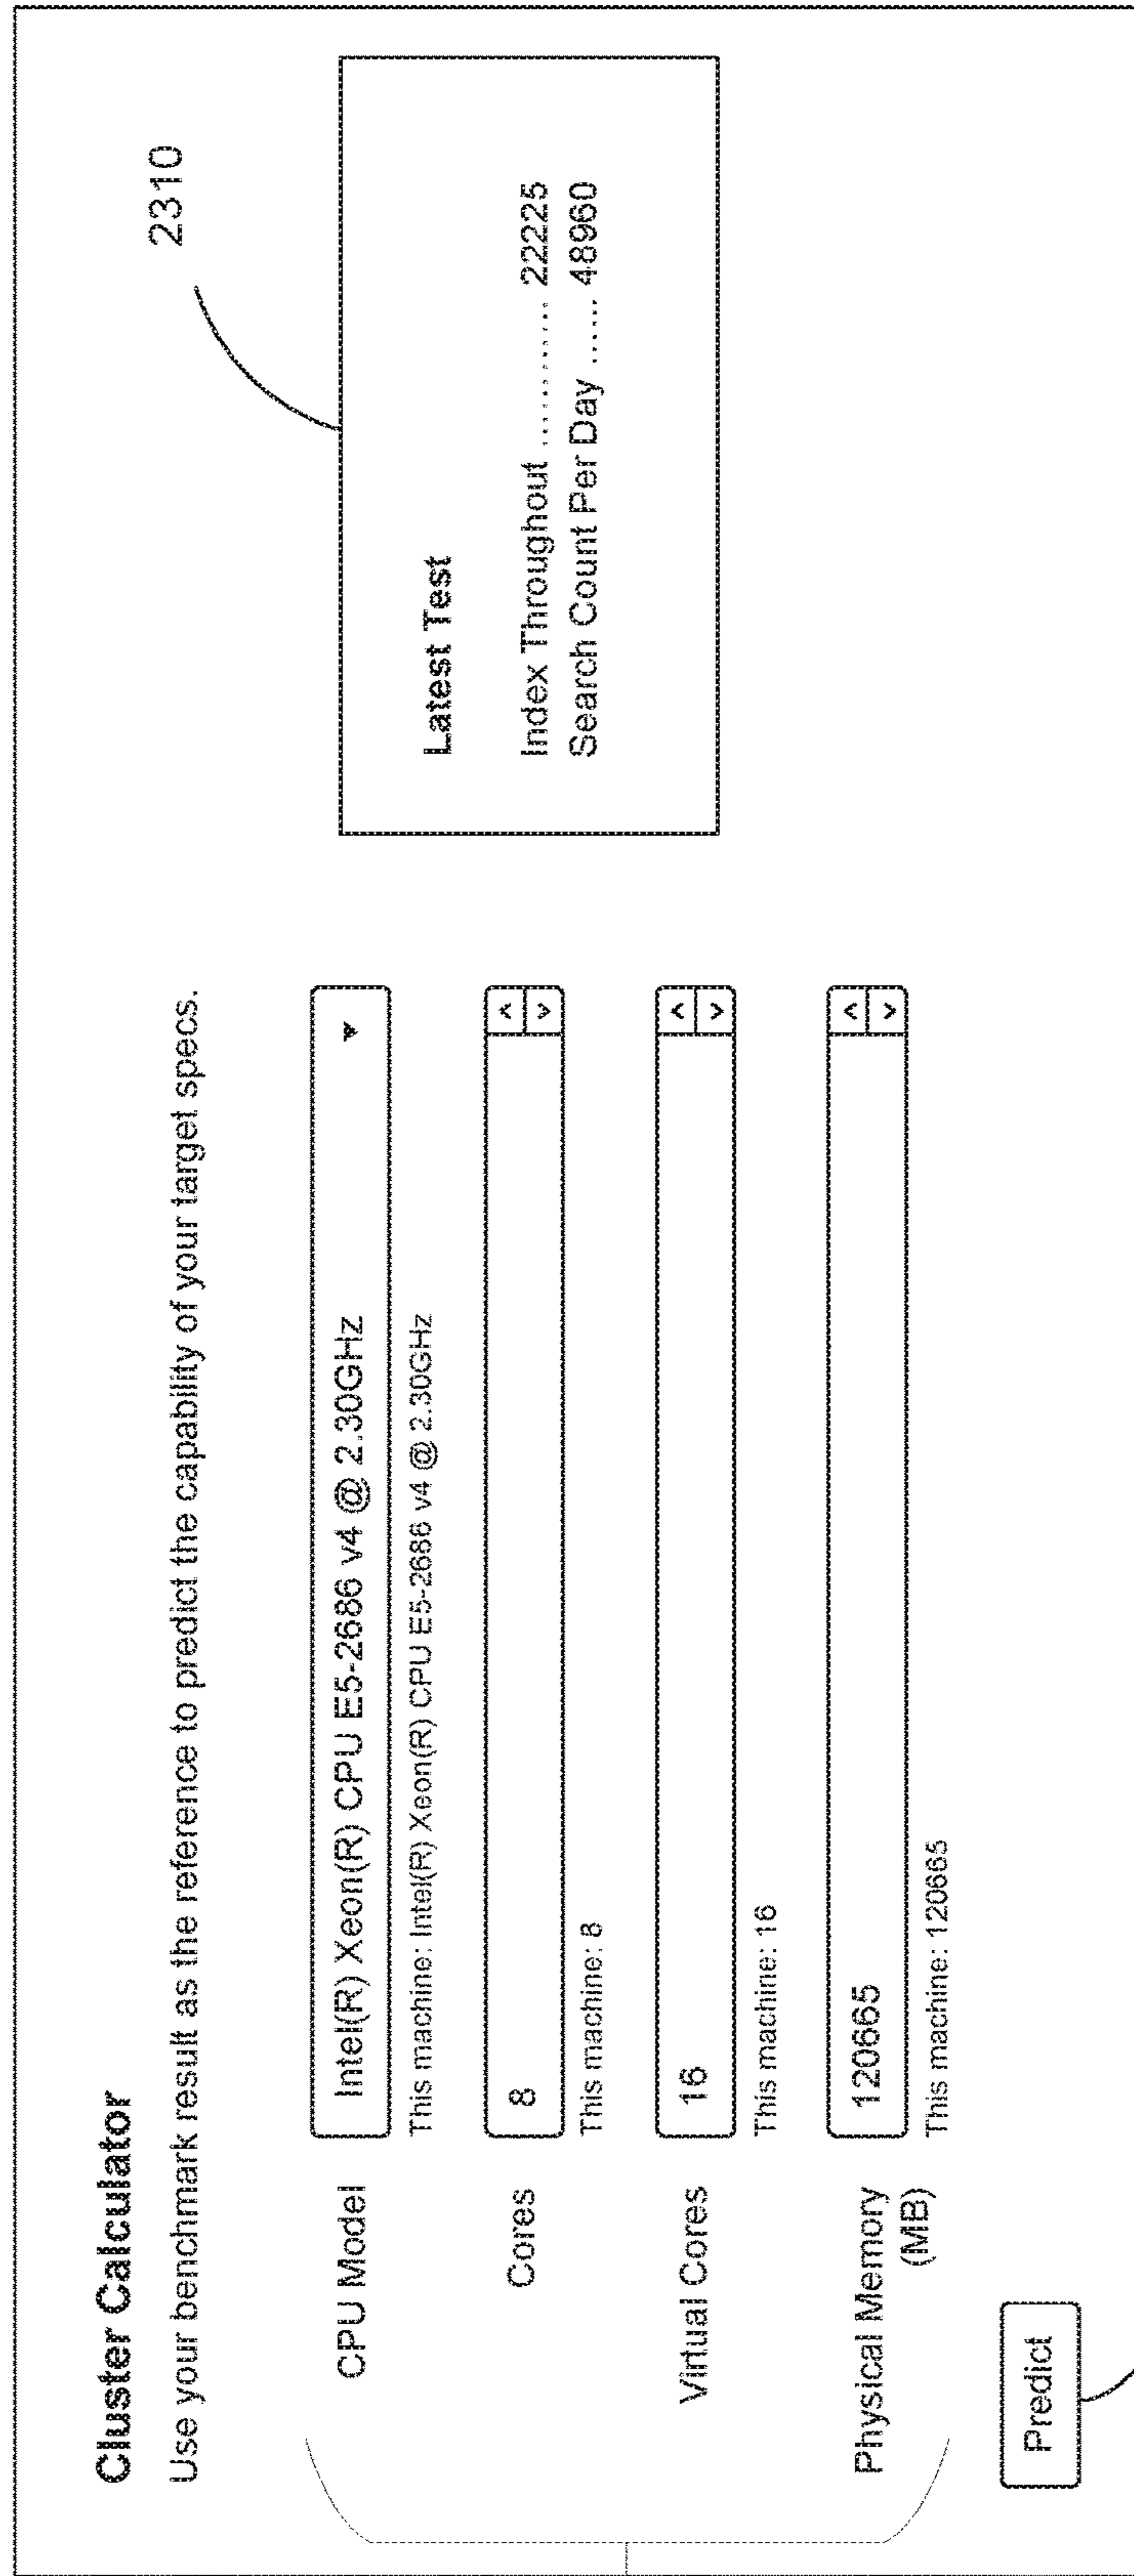 Cluster Calculator
Use your benchmark result as the reference to predict the capability of your target specs.
CPU Model
Intel(R) Xeon(R) CPU E5-2686 v4 @ 2.30GHz
This machine: Intel(R) Xeon(R) CPU E5-2686 v4 @ 2.30GHz
Cores
8
This machine: 8
Virtual Cores
16
This machine: 16
Physical Memory
(MB)
120665
This machine: 120665
Predict
2310
Latest Test
Index Throughout ............ 22225
Search Count Per Day ...... 48960